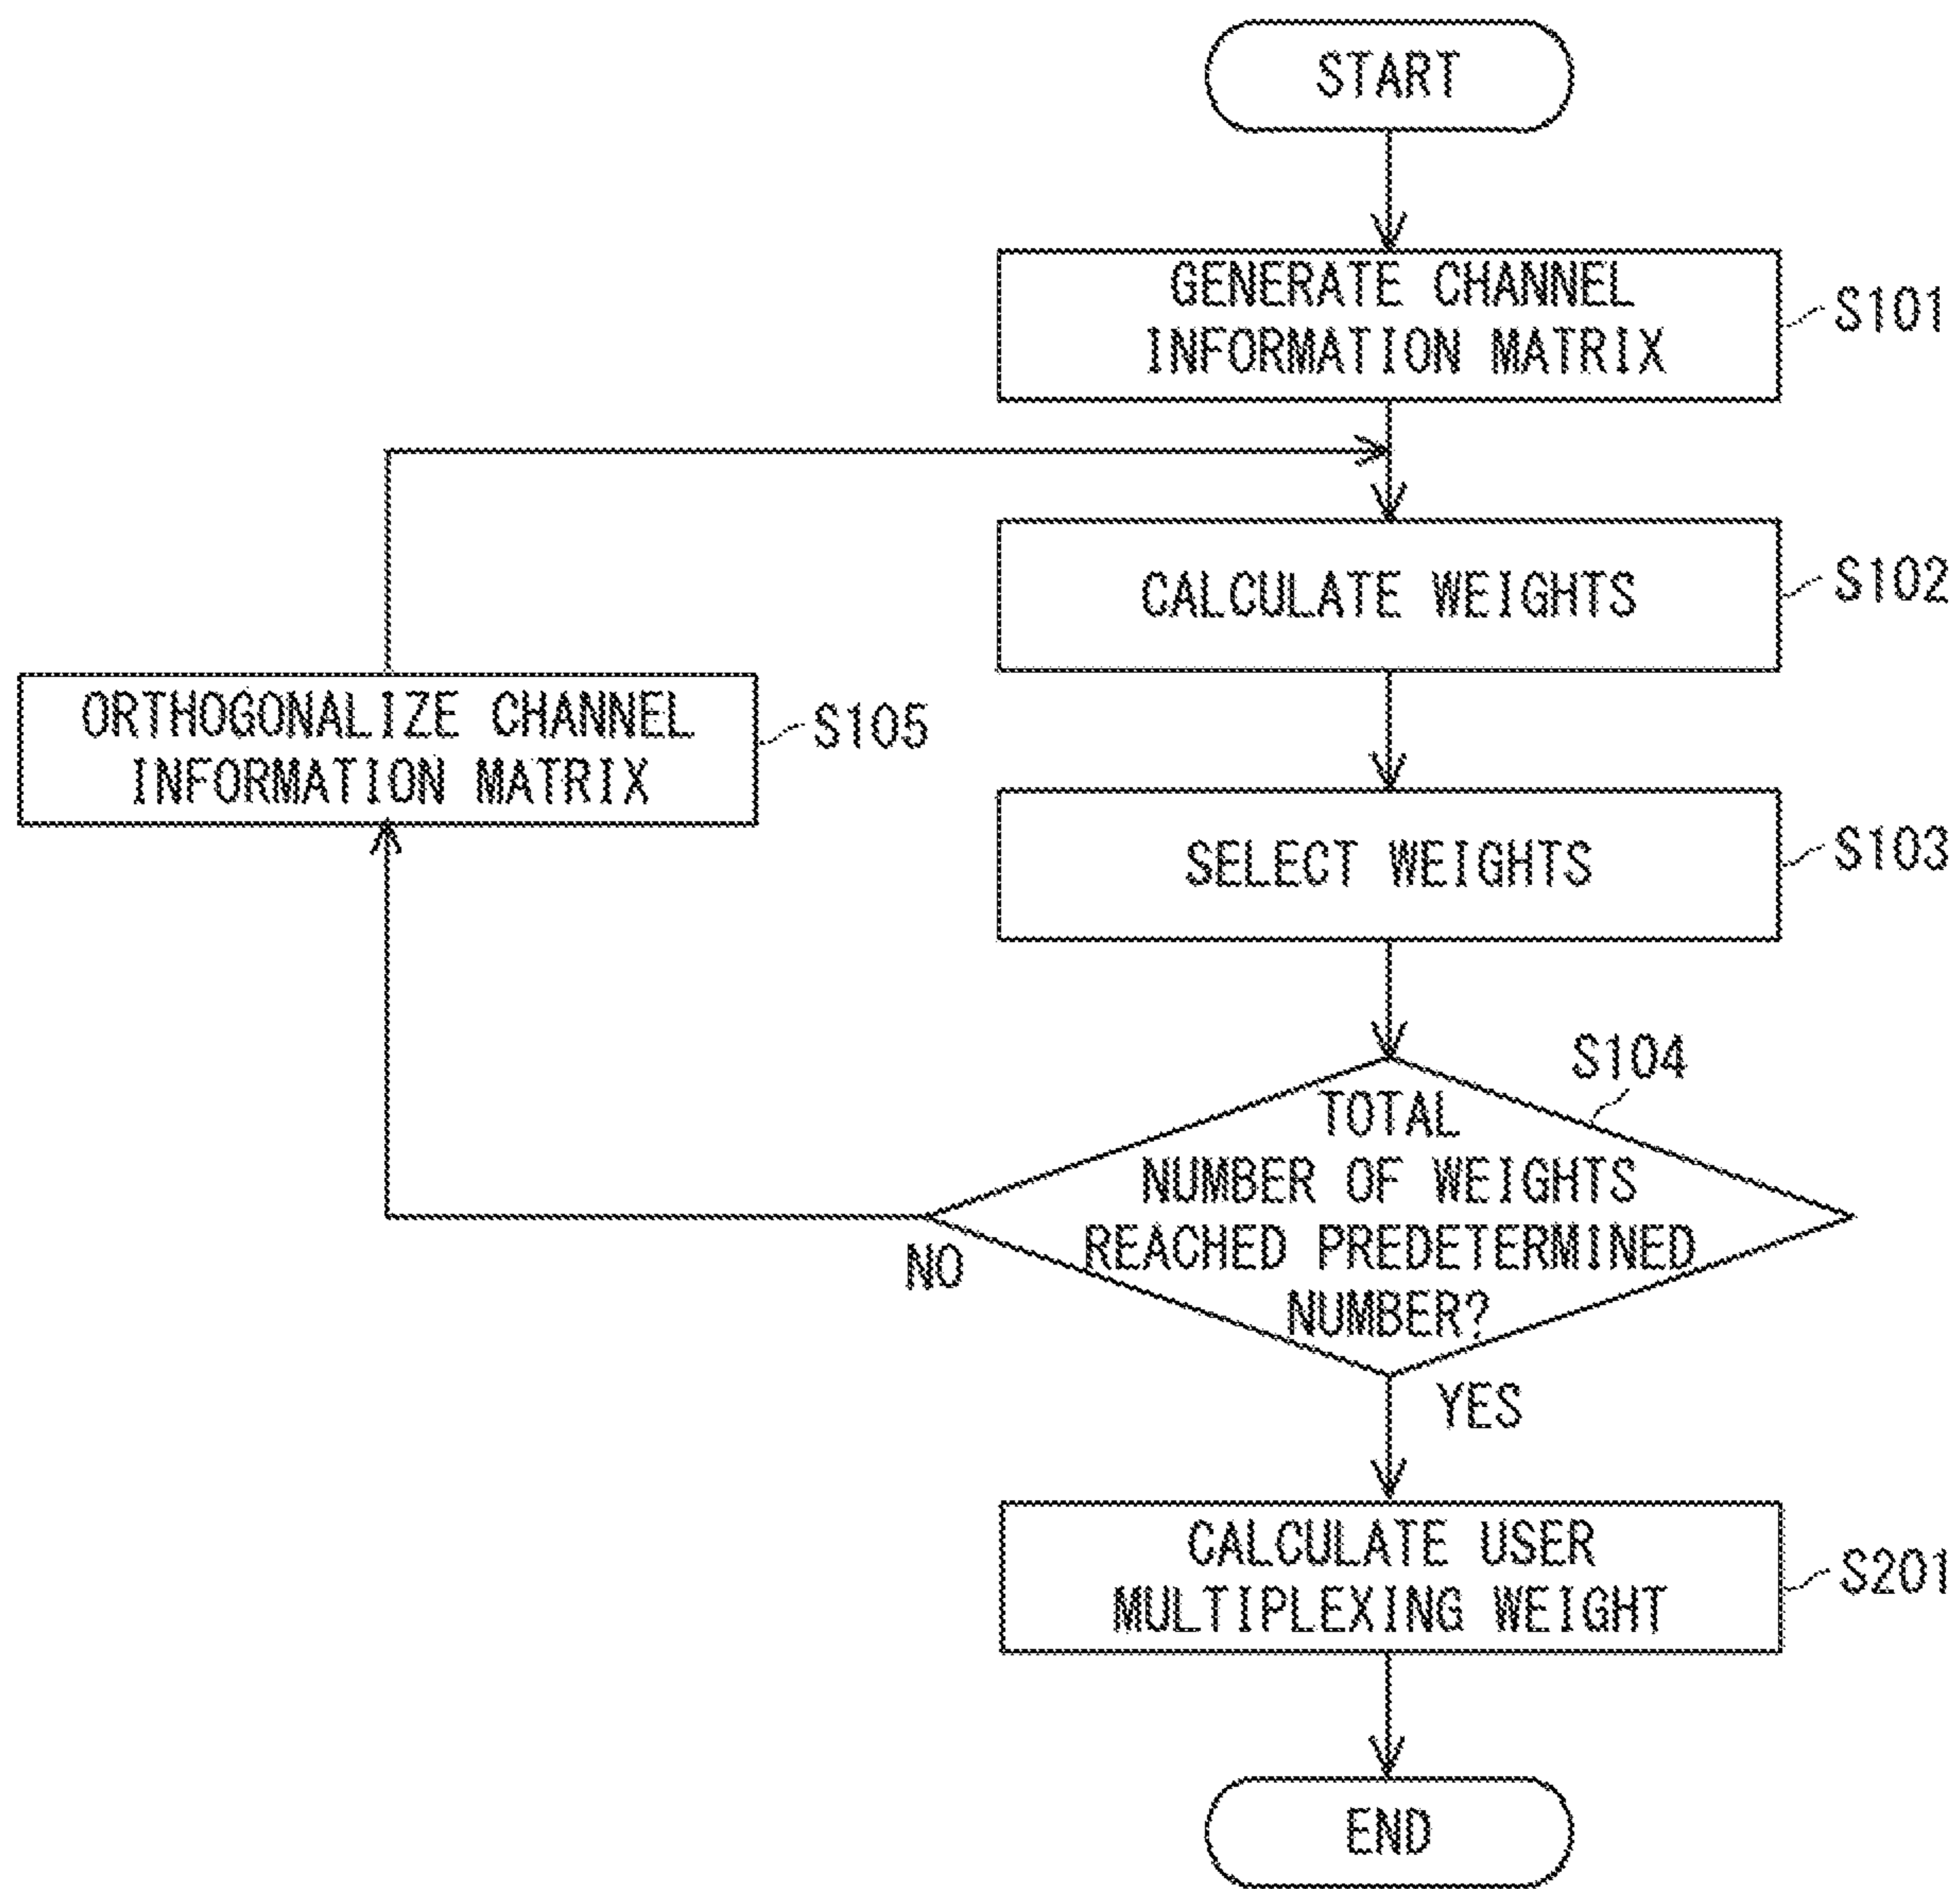 START
GENERATE CHANNEL
INFORMATION MATRIX
S101
CALCULATE WEIGHTS
S102
ORTHOGONALIZE CHANNEL
INFORMATION MATRIX
S105
SELECT WEIGHTS
S103
S104
TOTAL
NUMBER OF WEIGHTS
REACHED PREDETERMINED
NUMBER?
NO
YES
CALCULATE USER
MULTIPLEXING WEIGHT
S201
END